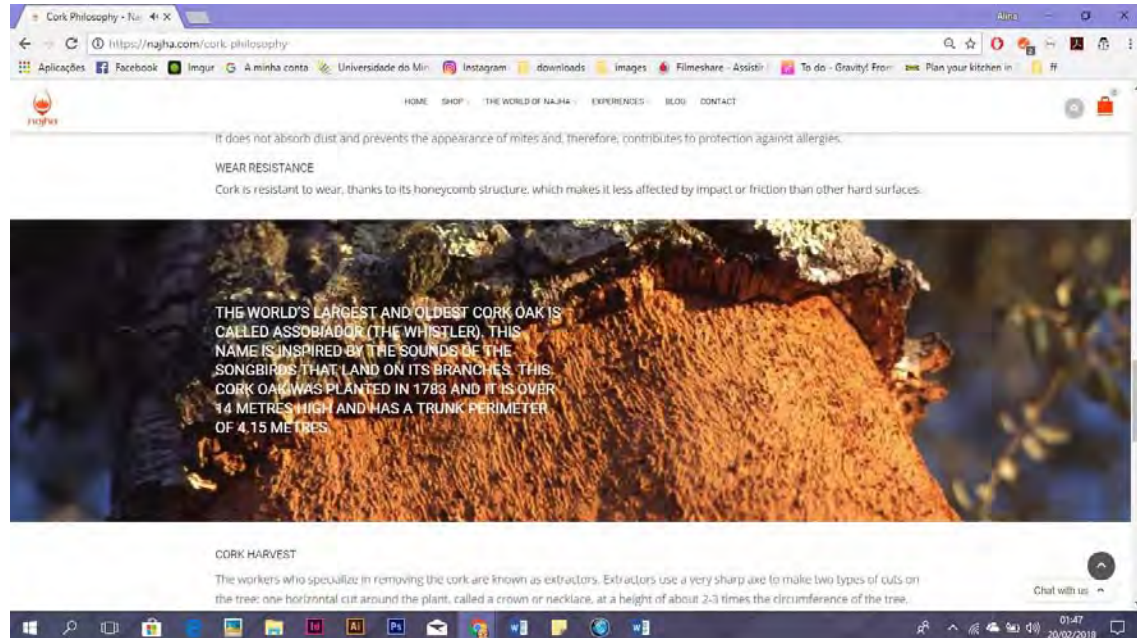 Cork Philosophy - Na
Alina
https://najha.com/cork-philosophy
Aplicações Facebook Imgur A minha conta Universidade do Min Instagram downloads images Filmeshare - Assistir To do - Gravity! From Plan your kitchen in ff
najha
HOME SHOP THE WORLD OF NAJHA EXPERIENCES BLOG CONTACT
0
It does not absorb dust and prevents the appearance of mites and, therefore, contributes to protection against allergies.
WEAR RESISTANCE
Cork is resistant to wear, thanks to its honeycomb structure, which makes it less affected by impact or friction than other hard surfaces.
THE WORLD'S LARGEST AND OLDEST CORK OAK IS
CALLED ASSOBIADOR (THE WHISTLER). THIS
NAME IS INSPIRED BY THE SOUNDS OF THE
SONGBIRDS THAT LAND ON ITS BRANCHES. THIS
CORK OAK WAS PLANTED IN 1783 AND IT IS OVER
14 METRES HIGH AND HAS A TRUNK PERIMETER
OF 4,15 METRES.
CORK HARVEST
The workers who specialize in removing the cork are known as extractors. Extractors use a very sharp axe to make two types of cuts on
the tree: one horizontal cut around the plant, called a crown or necklace, at a height of about 2-3 times the circumference of the tree,
Chat with us
Id Ai Ps
01:47
20/02/2018